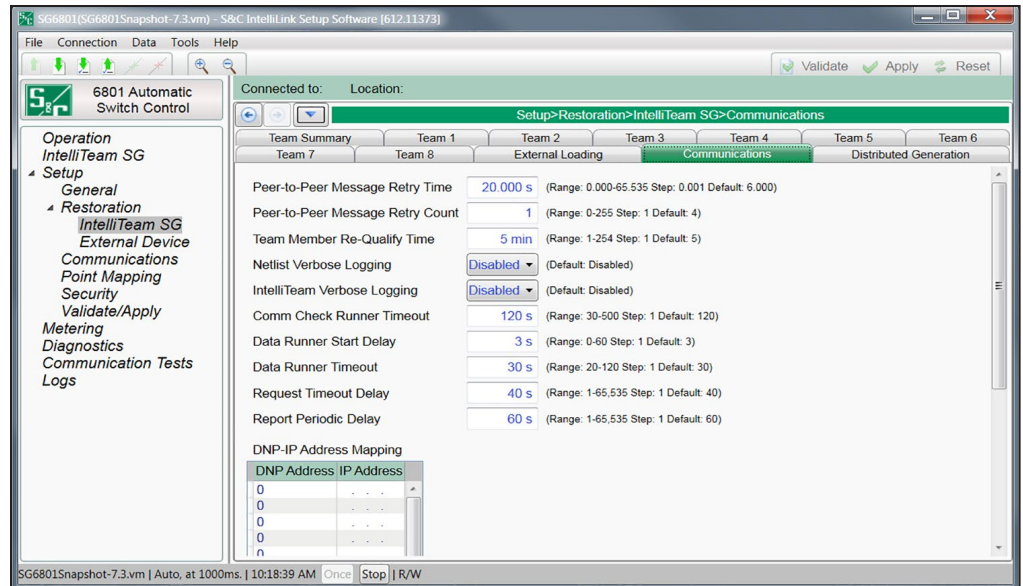 SG6801(SG6801Snapshot-7.3.vm) - S&C IntelliLink Setup Software [612.11373]
File Connection Data Tools Help
Validate Apply Reset
S&C
6801 Automatic
Switch Control
Connected to: Location:
Setup>Restoration>IntelliTeam SG>Communications
Team Summary Team 1 Team 2 Team 3 Team 4 Team 5 Team 6
Team 7 Team 8 External Loading Communications Distributed Generation
Operation
IntelliTeam SG
Setup
General
Restoration
IntelliTeam SG
External Device
Communications
Point Mapping
Security
Validate/Apply
Metering
Diagnostics
Communication Tests
Logs
Peer-to-Peer Message Retry Time 20.000 s (Range: 0.000-65.535 Step: 0.001 Default: 6.000)
Peer-to-Peer Message Retry Count 1 (Range: 0-255 Step: 1 Default: 4)
Team Member Re-Qualify Time 5 min (Range: 1-254 Step: 1 Default: 5)
Netlist Verbose Logging Disabled (Default: Disabled)
IntelliTeam Verbose Logging Disabled (Default: Disabled)
Comm Check Runner Timeout 120 s (Range: 30-500 Step: 1 Default: 120)
Data Runner Start Delay 3 s (Range: 0-60 Step: 1 Default: 3)
Data Runner Timeout 30 s (Range: 20-120 Step: 1 Default: 30)
Request Timeout Delay 40 s (Range: 1-65,535 Step: 1 Default: 40)
Report Periodic Delay 60 s (Range: 1-65,535 Step: 1 Default: 60)
DNP-IP Address Mapping
DNP Address IP Address
0 . . .
0 . . .
0 . . .
0 . . .
0
SG6801Snapshot-7.3.vm | Auto, at 1000ms. | 10:18:39 AM Once Stop | R/W